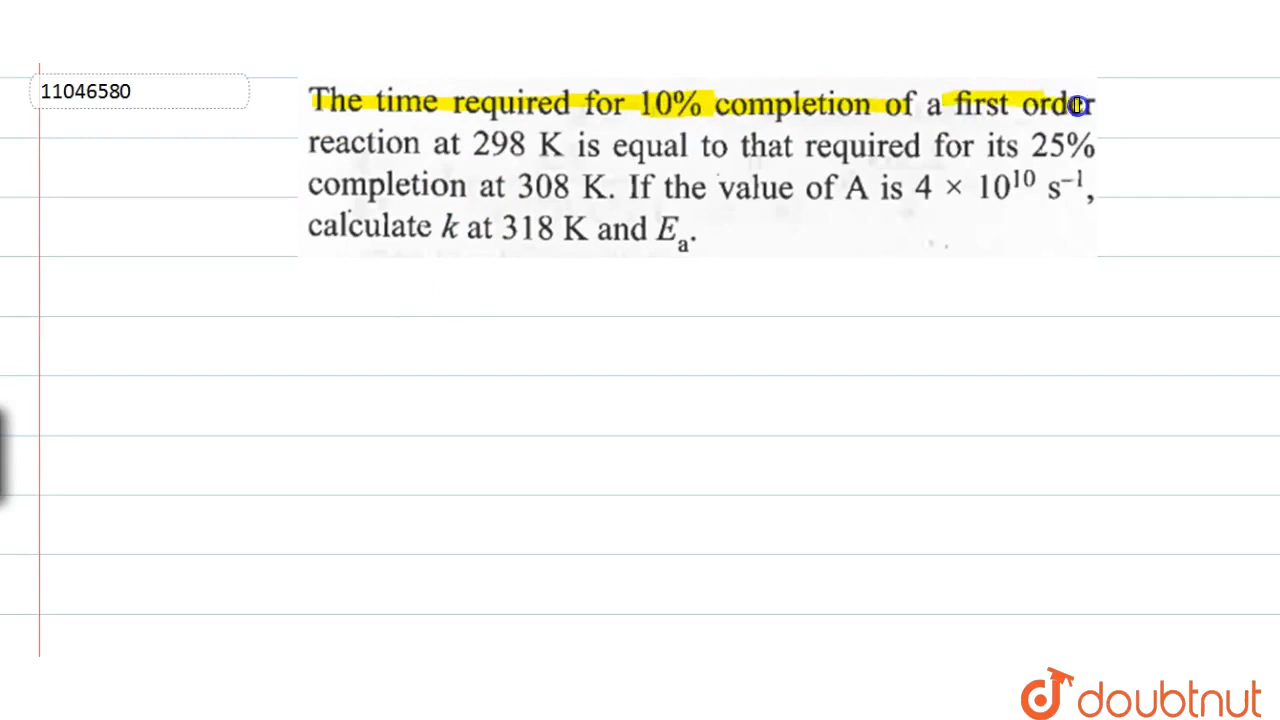 11046580
The time required for 10% completion of a first order
reaction at 298 K is equal to that required for its 25%
completion at 308 K. If the value of A is 4 × 10¹⁰ s⁻¹,
calculate k at 318 K and Eₐ.
doubtnut